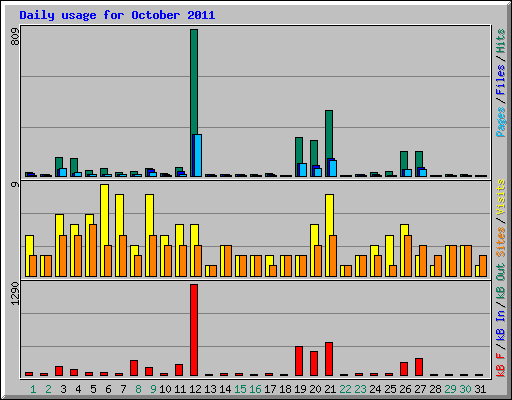 Daily usage for October 2011
809
Pages / Files / Hits
9
Sites / Visits
1290
kB F / kB In / kB Out
1 2 3 4 5 6 7 8 9 10 11 12 13 14 15 16 17 18 19 20 21 22 23 24 25 26 27 28 29 30 31